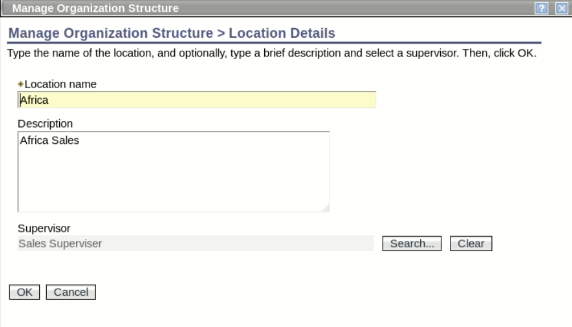 Manage Organization Structure
Manage Organization Structure > Location Details
Type the name of the location, and optionally, type a brief description and select a supervisor. Then, click OK.
*Location name
Africa
Description
Africa Sales
Supervisor
Sales Superviser Search... Clear
OK Cancel